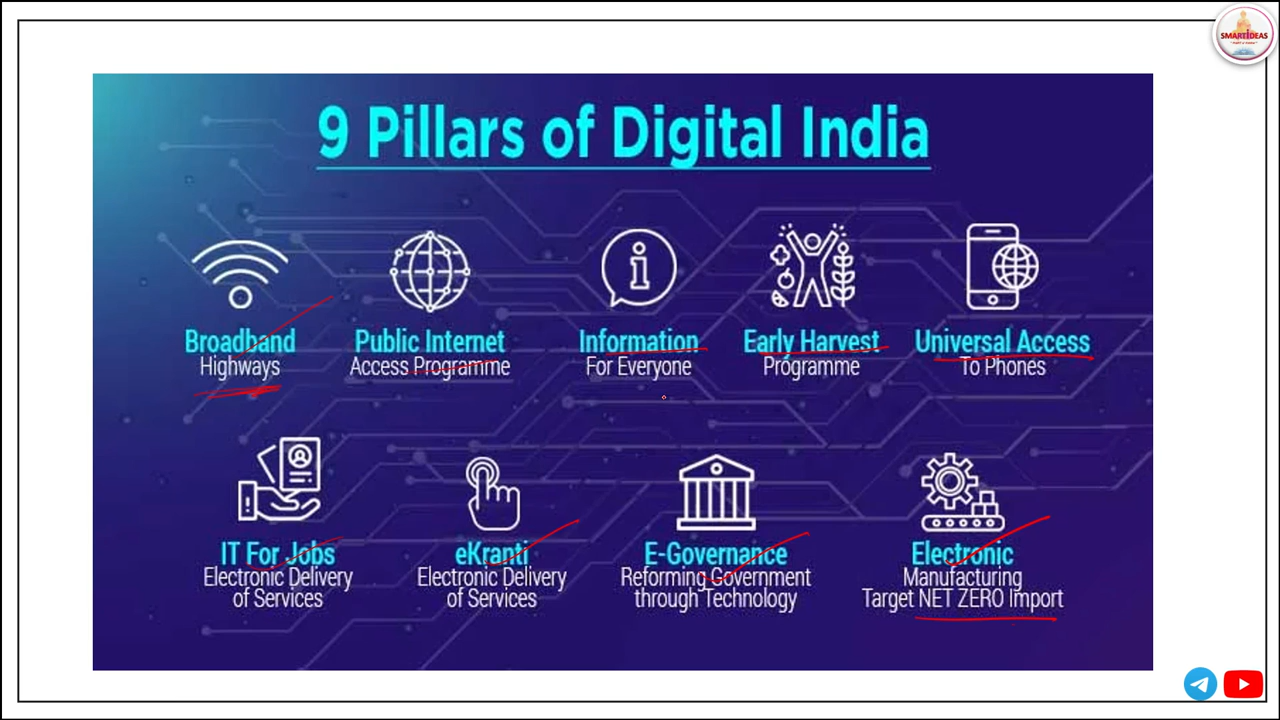 SMARTIDEAS
9 Pillars of Digital India
Broadband
Highways
Public Internet
Access Programme
Information
For Everyone
Early Harvest
Programme
Universal Access
To Phones
IT For Jobs
Electronic Delivery
of Services
eKranti
Electronic Delivery
of Services
E-Governance
Reforming Government
through Technology
Electronic
Manufacturing
Target NET ZERO Import